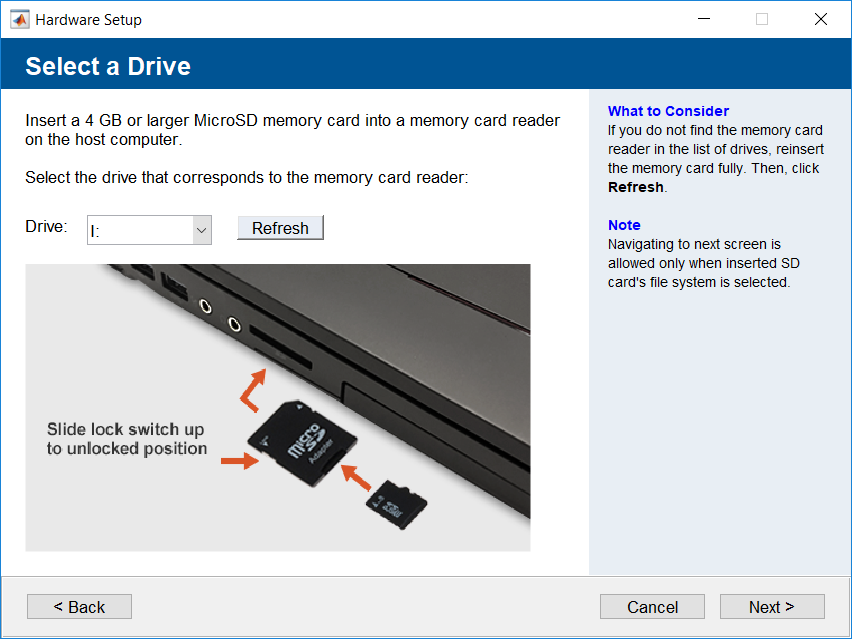 Hardware Setup
Select a Drive
Insert a 4 GB or larger MicroSD memory card into a memory card reader
on the host computer.
Select the drive that corresponds to the memory card reader:
Drive:
I:
Refresh
Slide lock switch up
to unlocked position
micro
SD
Adapter
What to Consider
If you do not find the memory card
reader in the list of drives, reinsert
the memory card fully. Then, click
Refresh.
Note
Navigating to next screen is
allowed only when inserted SD
card's file system is selected.
< Back
Cancel
Next >